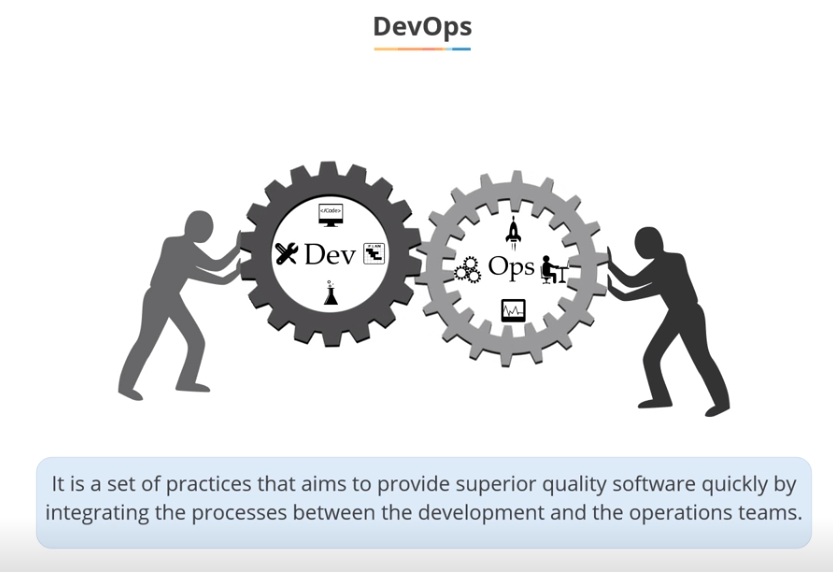 DevOps
</Code>
Dev
Ops
It is a set of practices that aims to provide superior quality software quickly by
integrating the processes between the development and the operations teams.